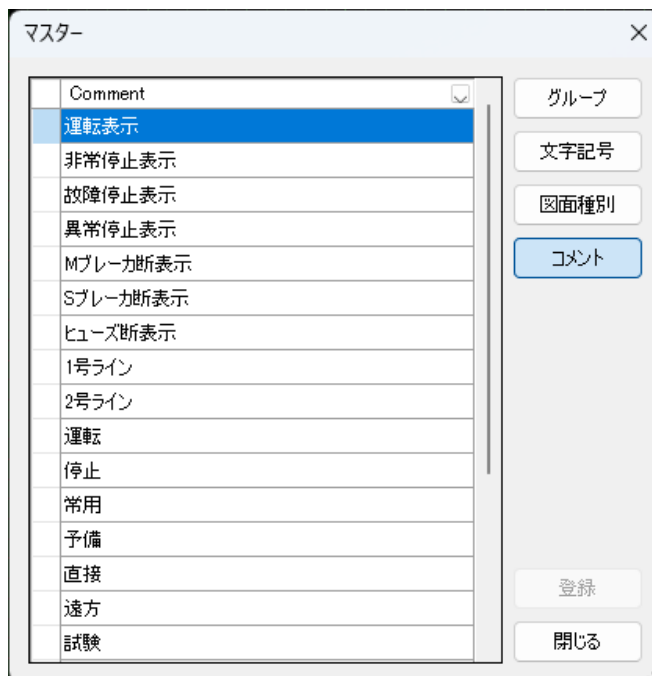 マスター
Comment
運転表示
非常停止表示
故障停止表示
異常停止表示
Mブレーカ断表示
Sブレーカ断表示
ヒューズ断表示
1号ライン
2号ライン
運転
停止
常用
予備
直接
遠方
試験
グループ
文字記号
図面種別
コメント
登録
閉じる